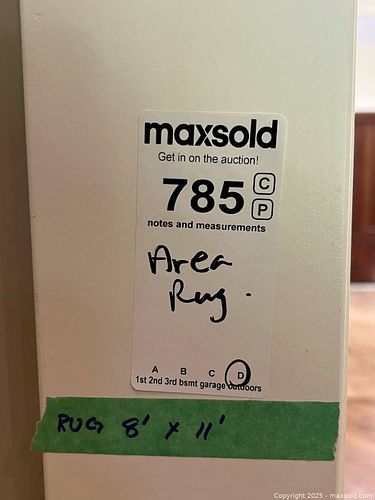 maxsold
Get in on the auction!
785 C
P
notes and measurements
Area
Rug.
A B C D
1st 2nd 3rd bsmt garage outdoors
RUG 8' x 11'
Copyright 2025 - maxsold.com